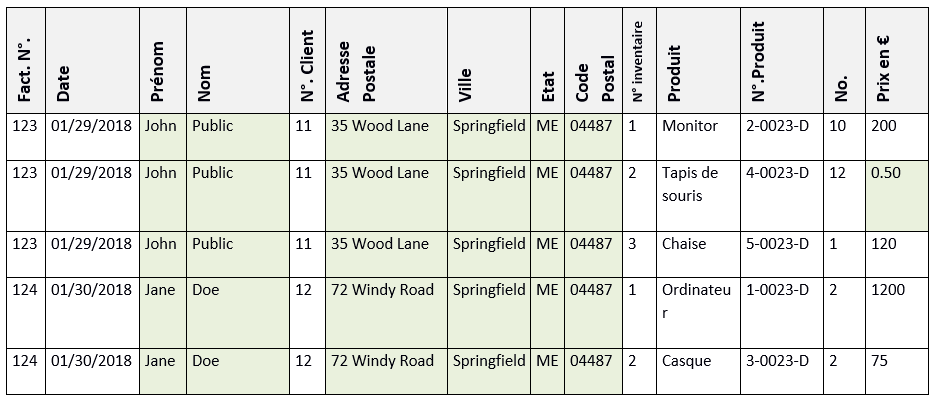 Fact. N°. Date Prénom Nom N°. Client Adresse Postale Ville Etat Code Postal N° inventaire Produit N°.Produit No. Prix en €
123 01/29/2018 John Public 11 35 Wood Lane Springfield ME 04487 1 Monitor 2-0023-D 10 200
123 01/29/2018 John Public 11 35 Wood Lane Springfield ME 04487 2 Tapis de souris 4-0023-D 12 0.50
123 01/29/2018 John Public 11 35 Wood Lane Springfield ME 04487 3 Chaise 5-0023-D 1 120
124 01/30/2018 Jane Doe 12 72 Windy Road Springfield ME 04487 1 Ordinateur 1-0023-D 2 1200
124 01/30/2018 Jane Doe 12 72 Windy Road Springfield ME 04487 2 Casque 3-0023-D 2 75